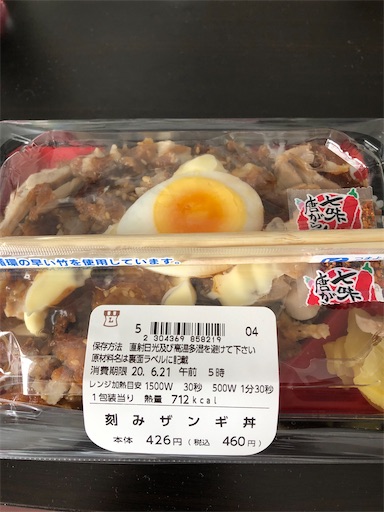 七味
唐がらし
環の早い竹を使用しています
七味
唐がらし
5 04
2 304369 858219
保存方法 直射日光及び高温多湿を避けて下さい
原材料名は裏面ラベルに記載
消費期限 20. 6.21 午前 5時
レンジ加熱目安 1500W 30秒 500W 1分30秒
1包装当り 熱量 712kcal
刻みザンギ丼
本体 426円 (税込 460円)